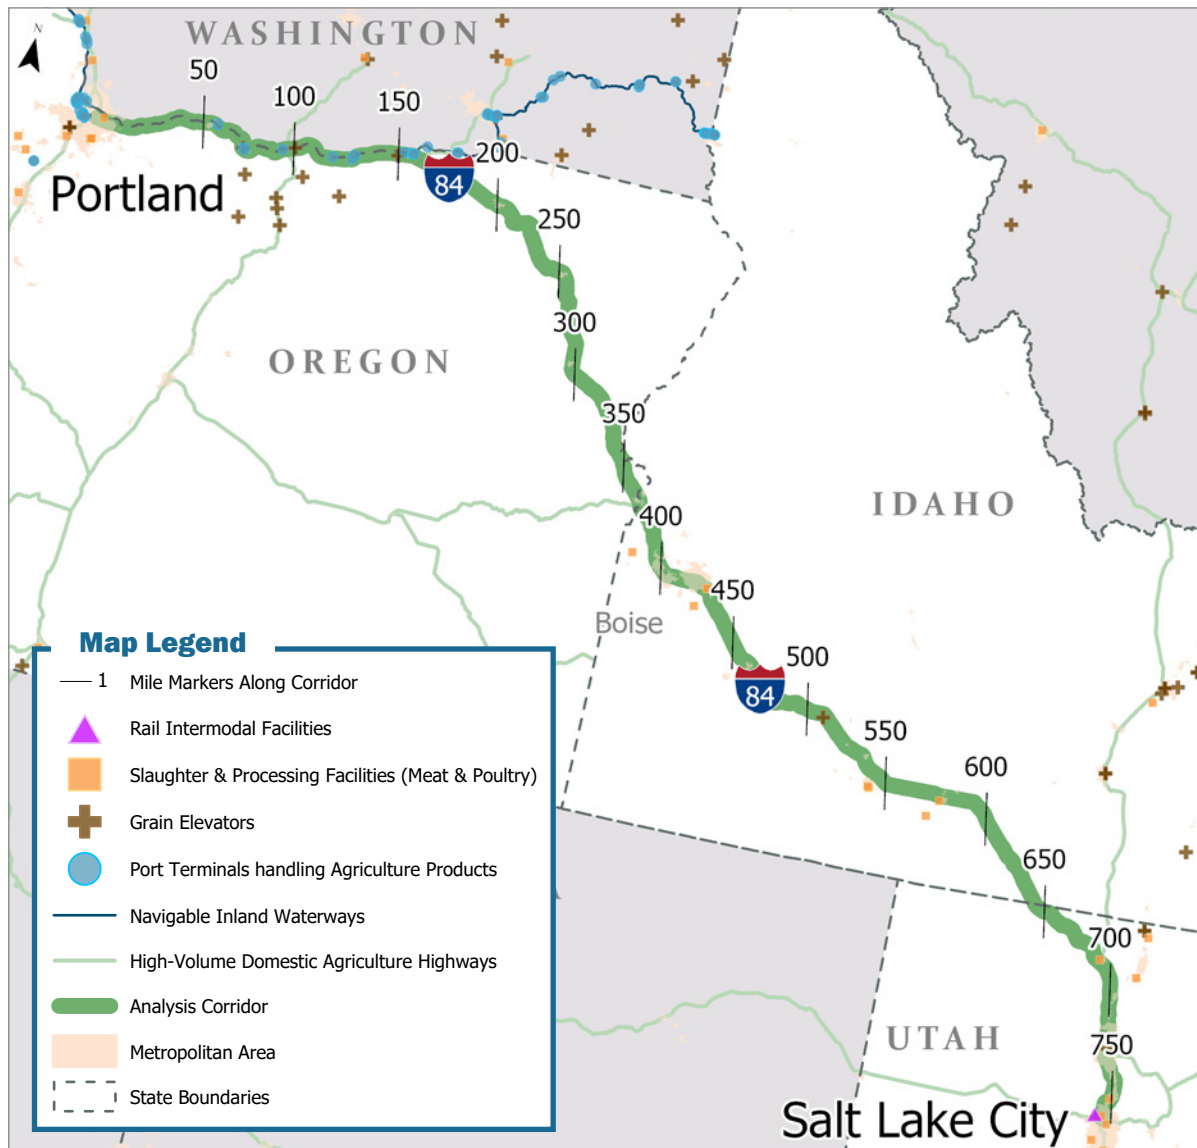 N
WASHINGTON
50
100
150
200
84
Portland
250
300
OREGON
350
400
IDAHO
450
Boise
500
84
550
600
650
700
UTAH
750
Salt Lake City
Map Legend
1 Mile Markers Along Corridor
Rail Intermodal Facilities
Slaughter & Processing Facilities (Meat & Poultry)
Grain Elevators
Port Terminals handling Agriculture Products
Navigable Inland Waterways
High-Volume Domestic Agriculture Highways
Analysis Corridor
Metropolitan Area
State Boundaries